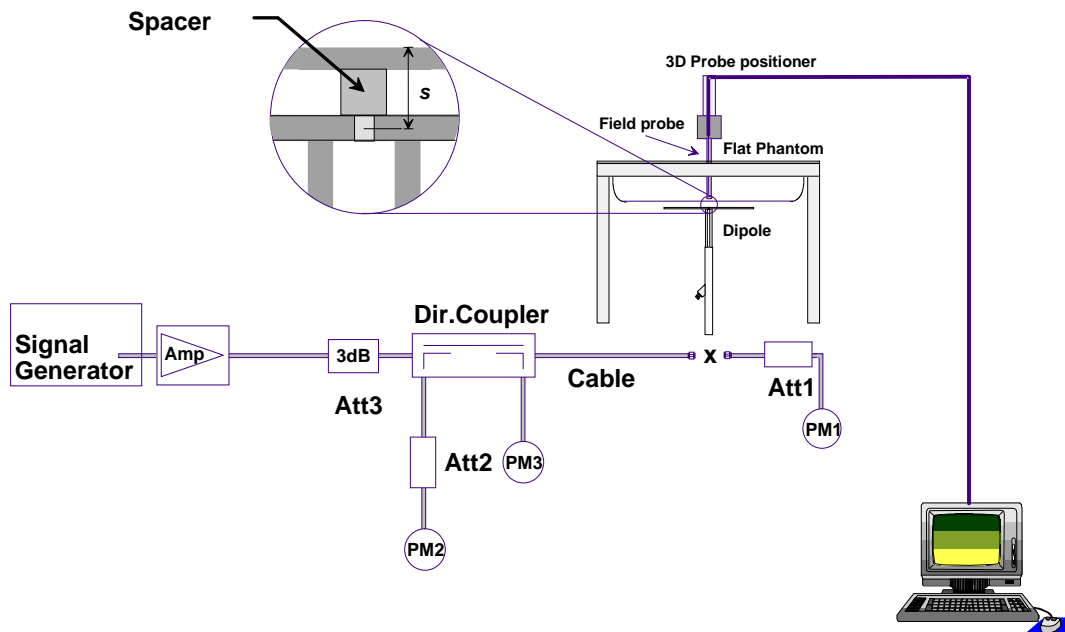 Spacer
s
3D Probe positioner
Field probe
Flat Phantom
Dipole
Signal
Generator
Amp
3dB
Att3
Dir.Coupler
Att2
PM2
PM3
Cable
x
Att1
PM1